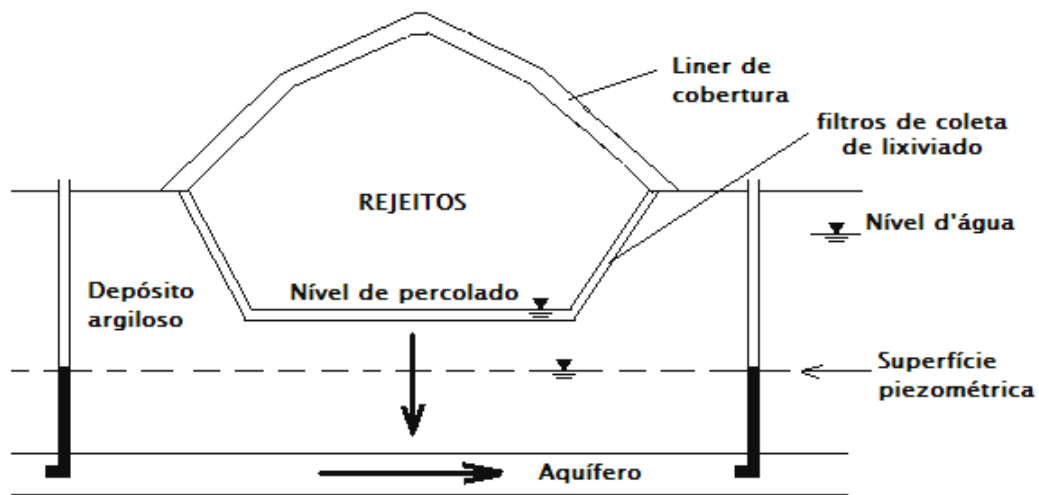 Liner de
cobertura
filtros de coleta
de lixiviado
REJEITOS
Nível d'água
Depósito
argiloso
Nível de percolado
Superfície
piezométrica
Aquífero